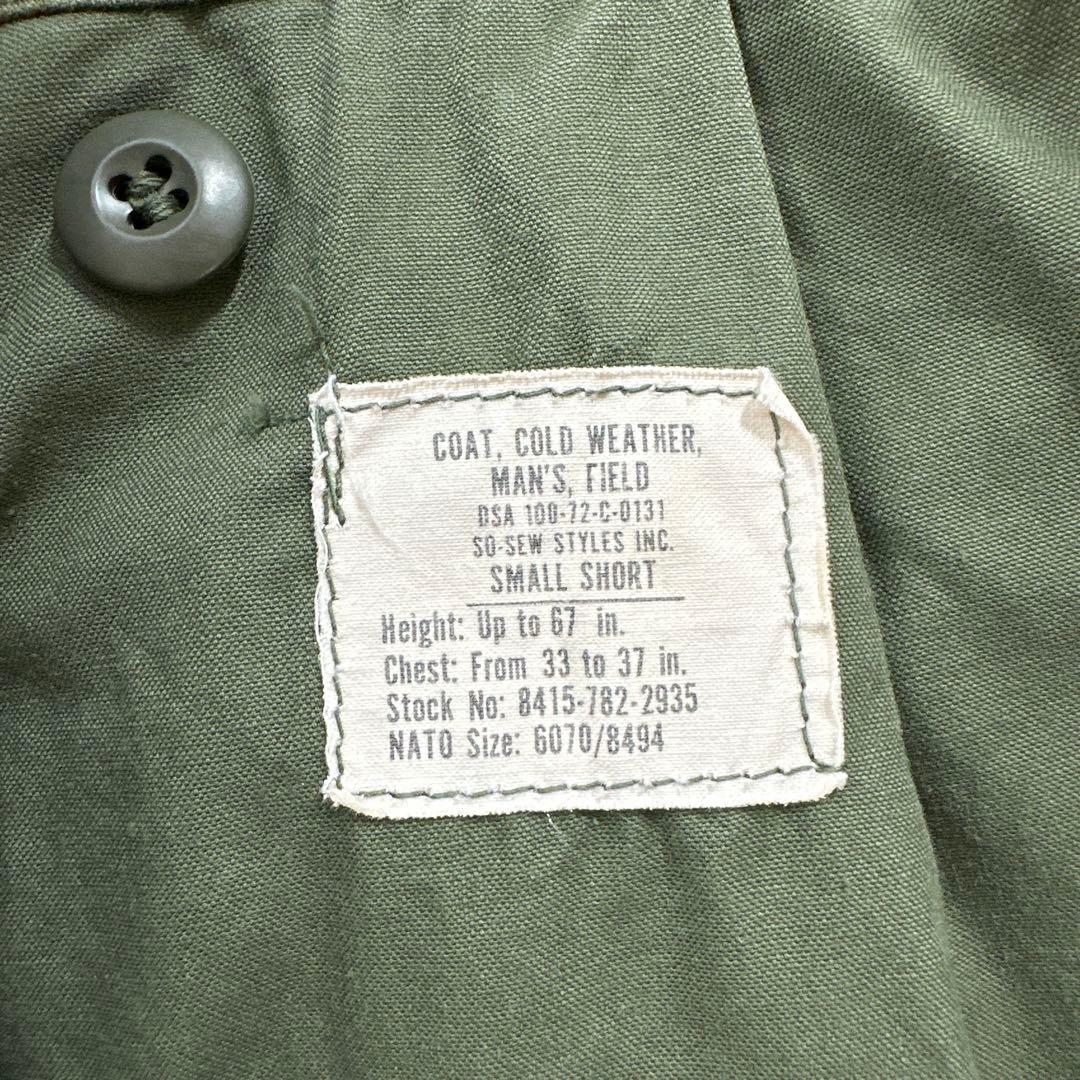 COAT, COLD WEATHER,
MAN'S, FIELD
DSA 100-72-C-0131
SO-SEW STYLES INC.
SMALL SHORT
Height: Up to 67 in.
Chest: From 33 to 37 in.
Stock No: 8415-782-2935
NATO Size: 6070/8494